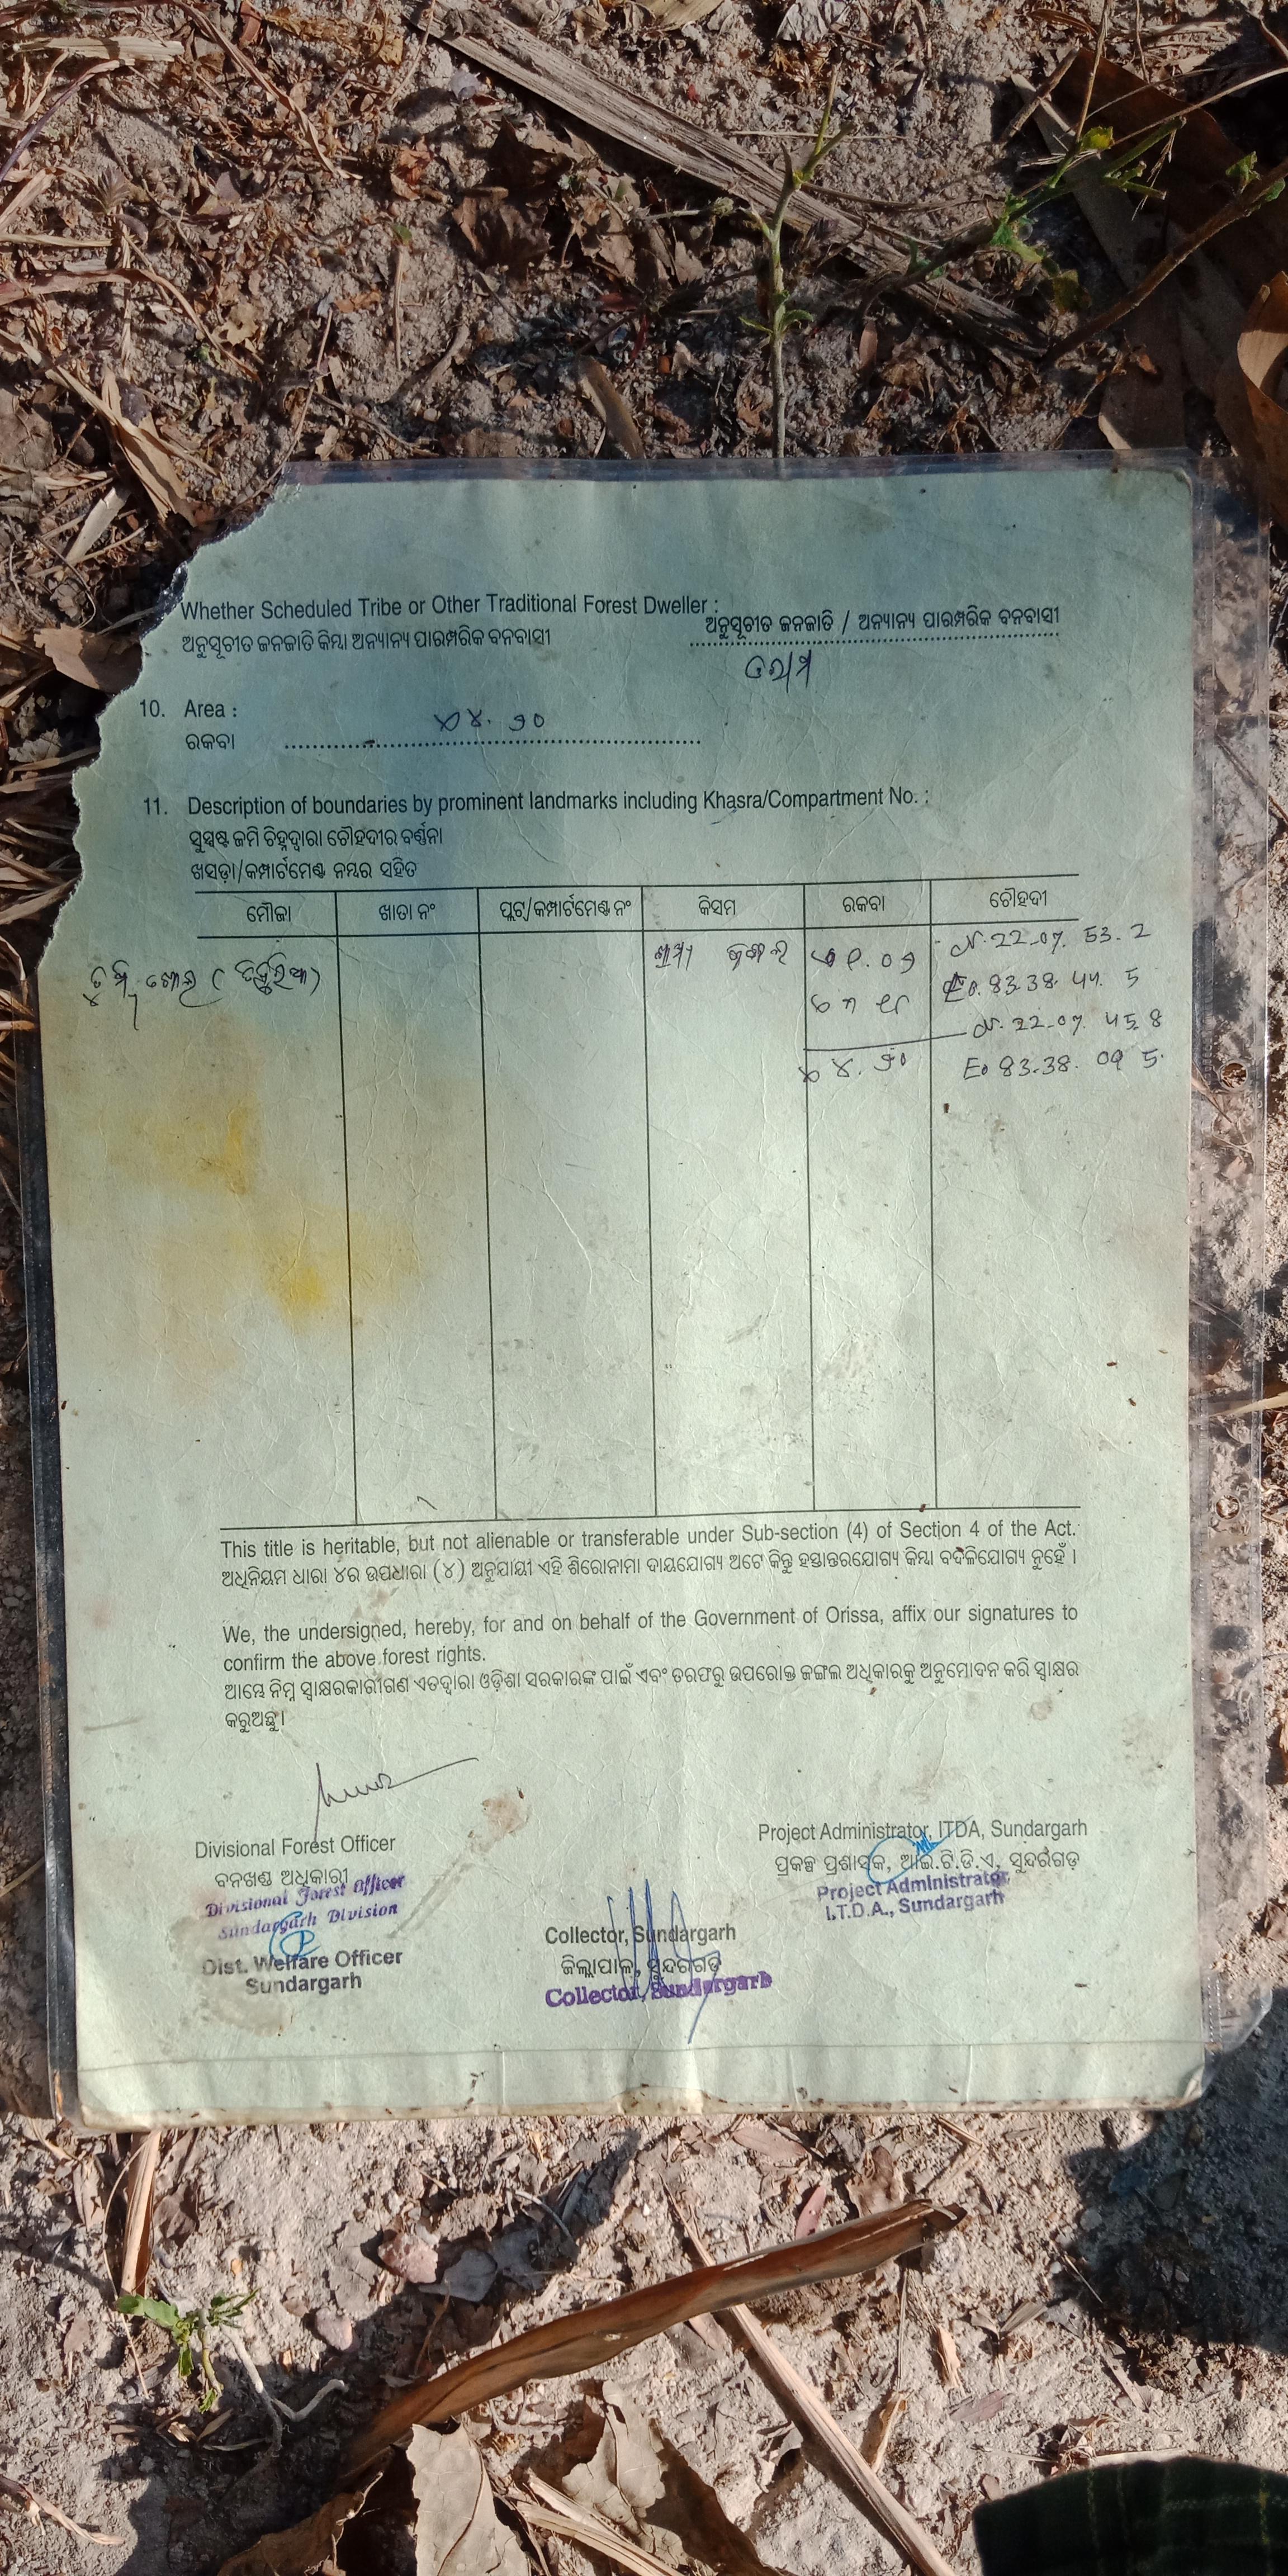 Whether Scheduled Tribe or Other Traditional Forest Dweller :
ଅନୁସୂଚୀତ ଜନଜାତି କିମ୍ବା ଅନ୍ୟାନ୍ୟ ପାରମ୍ପରିକ ବନବାସୀ
ଅନୁସୂଚୀତ ଜନଜାତି / ଅନ୍ୟାନ୍ୟ ପାରମ୍ପରିକ ବନବାସୀ
10. Area :
ରକବା
11. Description of boundaries by prominent landmarks including Khasra/Compartment No. :
ସୁସ୍ପଷ୍ଟ ଜମି ଚିହ୍ନଦ୍ୱାରା ଚୌହଦୀର ବର୍ଣ୍ଣନା
ଖସଡ଼ା/କମ୍ପାର୍ଟମେଣ୍ଟ ନମ୍ବର ସହିତ
ମୌଜା ଖାତା ନଂ ପ୍ଲଟ୍/କମ୍ପାର୍ଟମେଣ୍ଟ ନଂ କିସମ ରକବା ଚୌହଦୀ
ଗ୍ରାମ୍ୟ ଜଙ୍ଗଲ
N. 22-07. 53. 2
E0. 83.38. 44. 5
N. 22-07. 45 8
E0 83.38. 09 5.
This title is heritable, but not alienable or transferable under Sub-section (4) of Section 4 of the Act.
ଅଧିନିୟମ ଧାରା ୪ର ଉପଧାରା (୪) ଅନୁଯାୟୀ ଏହି ଶିରୋନାମା ଦାୟଯୋଗ୍ୟ ଅଟେ କିନ୍ତୁ ହସ୍ତାନ୍ତରଯୋଗ୍ୟ କିମ୍ବା ବଦଳିଯୋଗ୍ୟ ନୁହେଁ ।
We, the undersigned, hereby, for and on behalf of the Government of Orissa, affix our signatures to
confirm the above forest rights.
ଆମ୍ଭେ ନିମ୍ନ ସ୍ୱାକ୍ଷରକାରୀଗଣ ଏତଦ୍ୱାରା ଓଡ଼ିଶା ସରକାରଙ୍କ ପାଇଁ ଏବଂ ତରଫରୁ ଉପରୋକ୍ତ ଜଙ୍ଗଲ ଅଧିକାରକୁ ଅନୁମୋଦନ କରି ସ୍ୱାକ୍ଷର
କରୁଅଛୁ।
Divisional Forest Officer
ବନଖଣ୍ଡ ଅଧିକାରୀ
Divisional Forest Officer
Sundargarh Division
Dist. Welfare Officer
Sundargarh
Collector, Sundargarh
ଜିଲ୍ଲାପାଳ, ସୁନ୍ଦରଗଡ଼
Collector, Sundargarh
Project Administrator, ITDA, Sundargarh
ପ୍ରକଳ୍ପ ପ୍ରଶାସକ, ଆଇ.ଟି.ଡି.ଏ, ସୁନ୍ଦରଗଡ଼
Project Administrator
I.T.D.A., Sundargarh